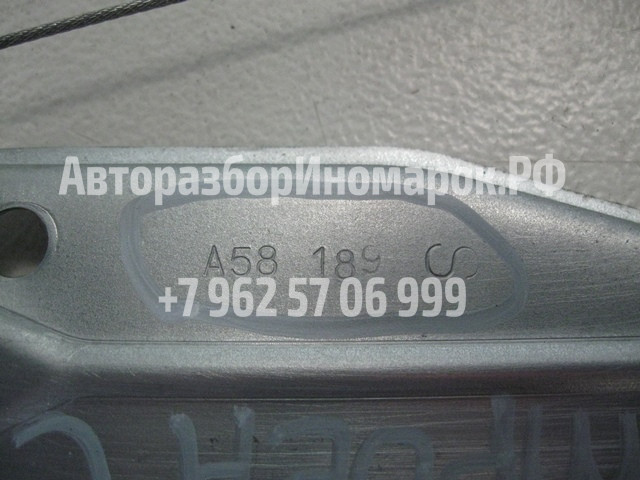 АвторазборИномарок.РФ
A58 189 S
+7 962 57 06 999